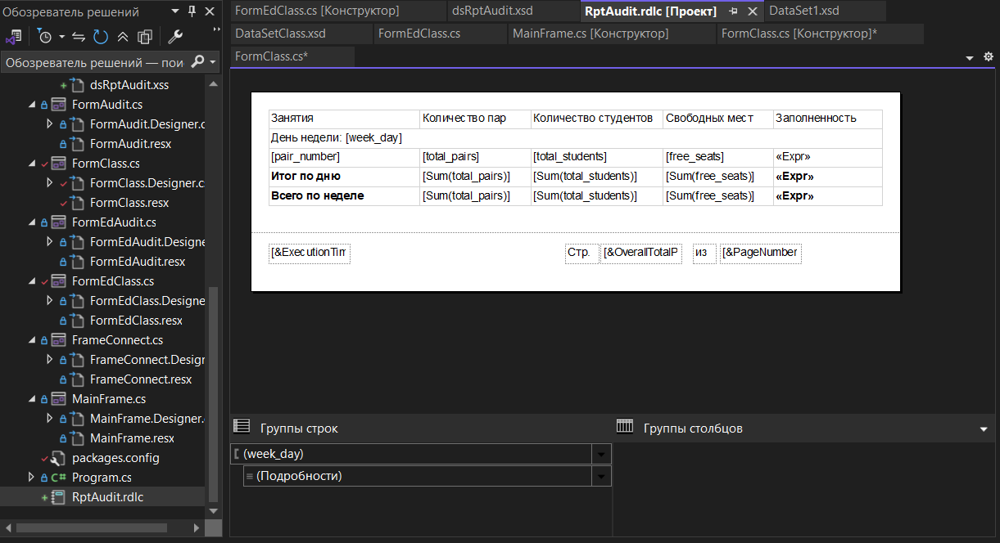 Обозреватель решений
Обозреватель решений — пои
dsRptAudit.xss
FormAudit.cs
FormAudit.Designer.c
FormAudit.resx
FormClass.cs
FormClass.Designer.c
FormClass.resx
FormEdAudit.cs
FormEdAudit.Designe
FormEdAudit.resx
FormEdClass.cs
FormEdClass.Designe
FormEdClass.resx
FrameConnect.cs
FrameConnect.Desigr
FrameConnect.resx
MainFrame.cs
MainFrame.Designer.
MainFrame.resx
packages.config
C# Program.cs
RptAudit.rdlc
FormEdClass.cs [Конструктор] dsRptAudit.xsd RptAudit.rdlc [Проект] DataSet1.xsd
DataSetClass.xsd FormEdClass.cs MainFrame.cs [Конструктор] FormClass.cs [Конструктор]*
FormClass.cs*
Занятия Количество пар Количество студентов Свободных мест Заполненность
День недели: [week_day]
[pair_number] [total_pairs] [total_students] [free_seats] «Expr»
Итог по дню [Sum(total_pairs)] [Sum(total_students)] [Sum(free_seats)] «Expr»
Всего по неделе [Sum(total_pairs)] [Sum(total_students)] [Sum(free_seats)] «Expr»
[&ExecutionTim Стр. [&OverallTotalP из [&PageNumber
Группы строк Группы столбцов
(week_day)
(Подробности)